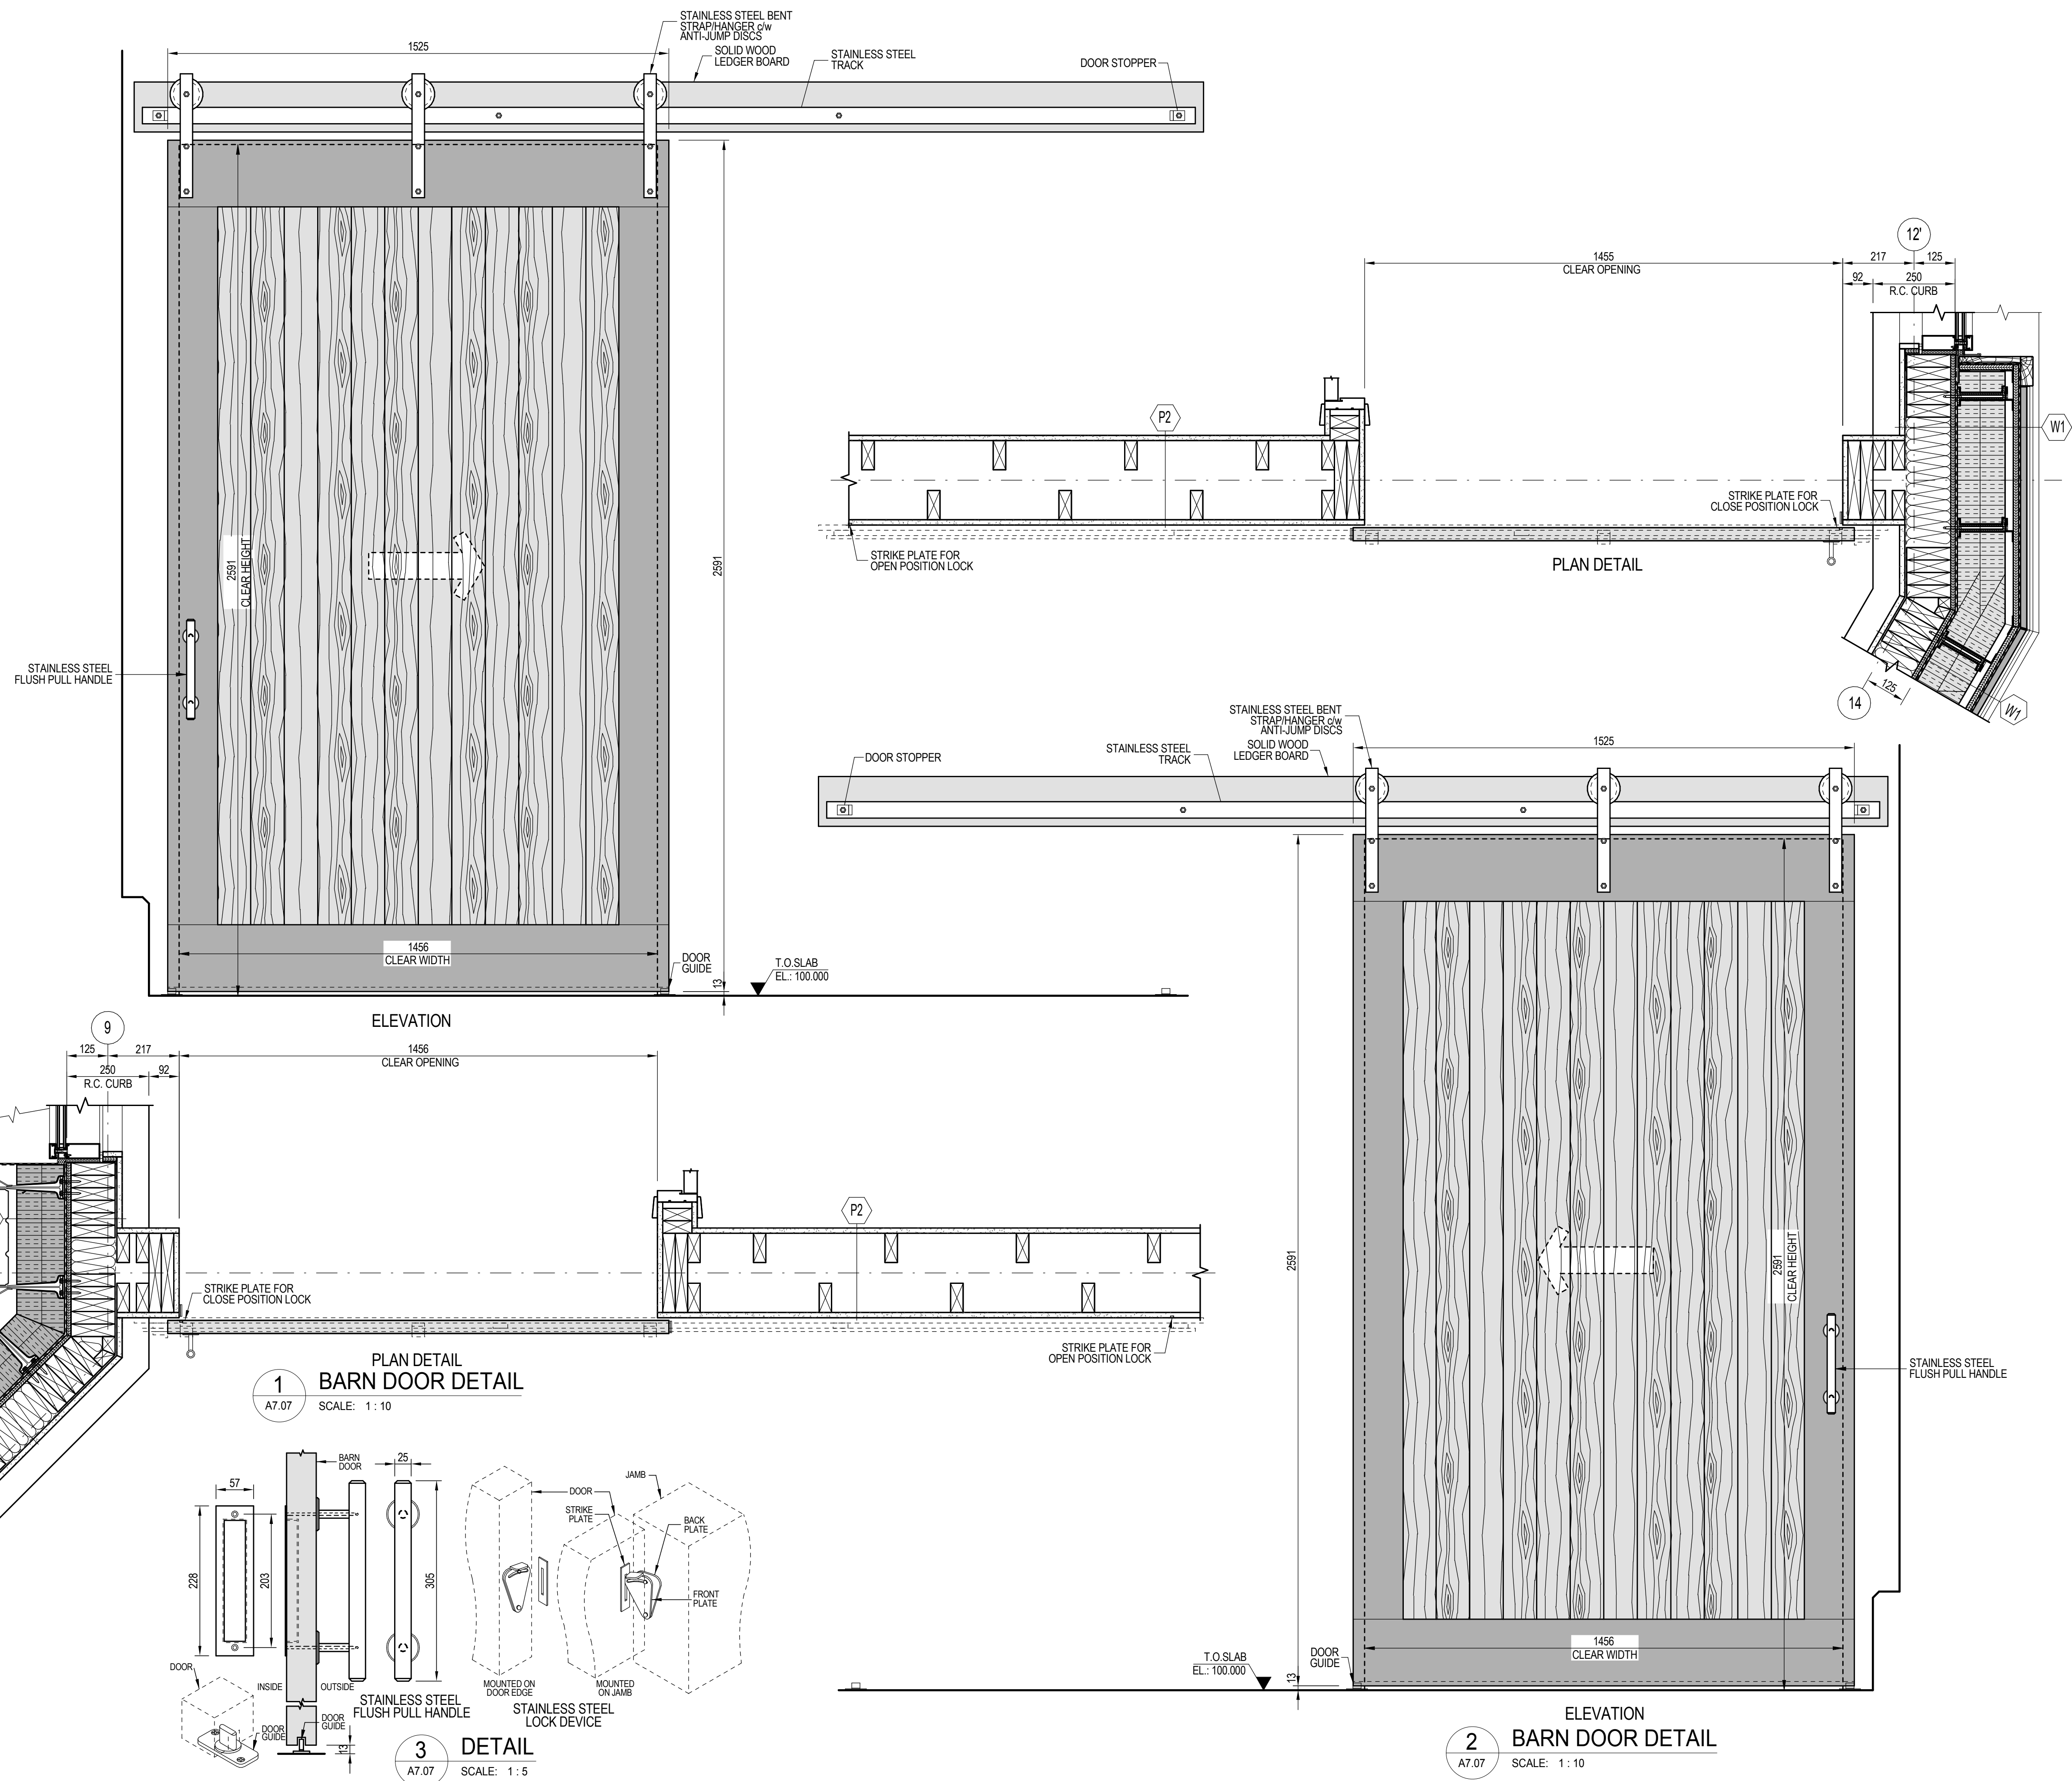 1525
STAINLESS STEEL BENT
STRAP/HANGER c/w
ANTI-JUMP DISCS
SOLID WOOD
LEDGER BOARD
STAINLESS STEEL
TRACK
DOOR STOPPER
2591
CLEAR HEIGHT
2591
STAINLESS STEEL
FLUSH PULL HANDLE
1456
CLEAR WIDTH
DOOR
GUIDE
13
T.O.SLAB
EL.: 100.000
ELEVATION
12'
1455
CLEAR OPENING
217
125
92
250
R.C. CURB
P2
W1
STRIKE PLATE FOR
CLOSE POSITION LOCK
STRIKE PLATE FOR
OPEN POSITION LOCK
PLAN DETAIL
14
125
W1
9
125
217
1456
CLEAR OPENING
250
92
R.C. CURB
P2
STRIKE PLATE FOR
CLOSE POSITION LOCK
STRIKE PLATE FOR
OPEN POSITION LOCK
PLAN DETAIL
1
A7.07
BARN DOOR DETAIL
SCALE: 1 : 10
STAINLESS STEEL BENT
STRAP/HANGER c/w
ANTI-JUMP DISCS
SOLID WOOD
LEDGER BOARD
STAINLESS STEEL
TRACK
DOOR STOPPER
1525
2591
2591
CLEAR HEIGHT
STAINLESS STEEL
FLUSH PULL HANDLE
1456
CLEAR WIDTH
DOOR
GUIDE
13
T.O.SLAB
EL.: 100.000
ELEVATION
2
A7.07
BARN DOOR DETAIL
SCALE: 1 : 10
57
228
203
BARN
DOOR
25
305
INSIDE
OUTSIDE
STAINLESS STEEL
FLUSH PULL HANDLE
DOOR
DOOR
GUIDE
DOOR
GUIDE
13
JAMB
DOOR
STRIKE
PLATE
BACK
PLATE
FRONT
PLATE
MOUNTED ON
DOOR EDGE
MOUNTED
ON JAMB
STAINLESS STEEL
LOCK DEVICE
3
A7.07
DETAIL
SCALE: 1 : 5